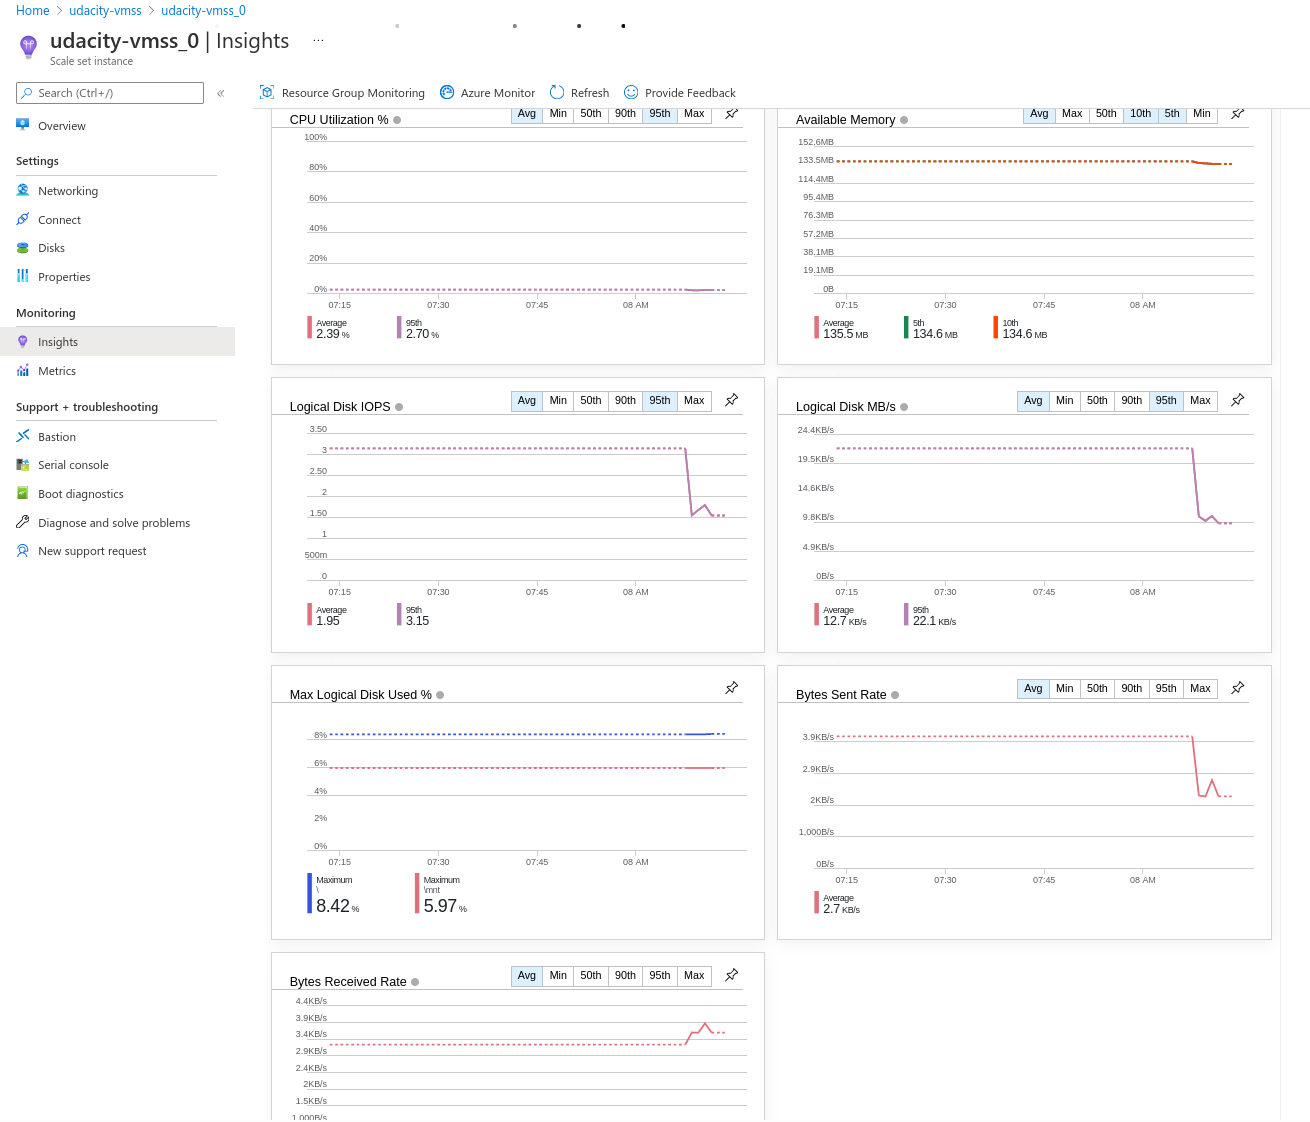 Home > udacity-vmss > udacity-vmss_0
udacity-vmss_0 | Insights ...
Scale set instance
Search (Ctrl+/) «
Overview
Settings
Networking
Connect
Disks
Properties
Monitoring
Insights
Metrics
Support + troubleshooting
Bastion
Serial console
Boot diagnostics
Diagnose and solve problems
New support request
Resource Group Monitoring Azure Monitor Refresh Provide Feedback
CPU Utilization % Avg Min 50th 90th 95th Max
100%
80%
60%
40%
20%
0%
07:15 07:30 07:45 08 AM
Average 95th
2.39 % 2.70 %
Available Memory Avg Max 50th 10th 5th Min
152.6MB
133.5MB
114.4MB
95.4MB
76.3MB
57.2MB
38.1MB
19.1MB
0B
07:15 07:30 07:45 08 AM
Average 5th 10th
135.5 MB 134.6 MB 134.6 MB
Logical Disk IOPS Avg Min 50th 90th 95th Max
3.50
3
2.50
2
1.50
1
500m
0
07:15 07:30 07:45 08 AM
Average 95th
1.95 3.15
Logical Disk MB/s Avg Min 50th 90th 95th Max
24.4KB/s
19.5KB/s
14.6KB/s
9.8KB/s
4.9KB/s
0B/s
07:15 07:30 07:45 08 AM
Average 95th
12.7 KB/s 22.1 KB/s
Max Logical Disk Used %
8%
6%
4%
2%
0%
07:15 07:30 07:45 08 AM
Maximum Maximum
\ \mnt
8.42 % 5.97 %
Bytes Sent Rate Avg Min 50th 90th 95th Max
3.9KB/s
2.9KB/s
2KB/s
1,000B/s
0B/s
07:15 07:30 07:45 08 AM
Average
2.7 KB/s
Bytes Received Rate Avg Min 50th 90th 95th Max
4.4KB/s
3.9KB/s
3.4KB/s
2.9KB/s
2.4KB/s
2KB/s
1.5KB/s
1,000B/s